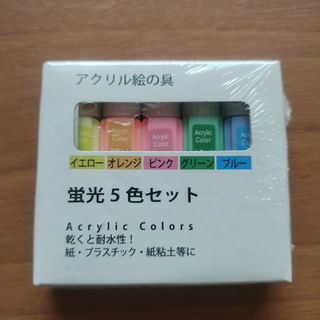 アクリル絵の具
Acrylic Color
Acrylic Color
Acrylic Color
イエロー オレンジ ピンク グリーン ブルー
蛍光5色セット
Acrylic Colors
乾くと耐水性!
紙・プラスチック・紙粘土等に